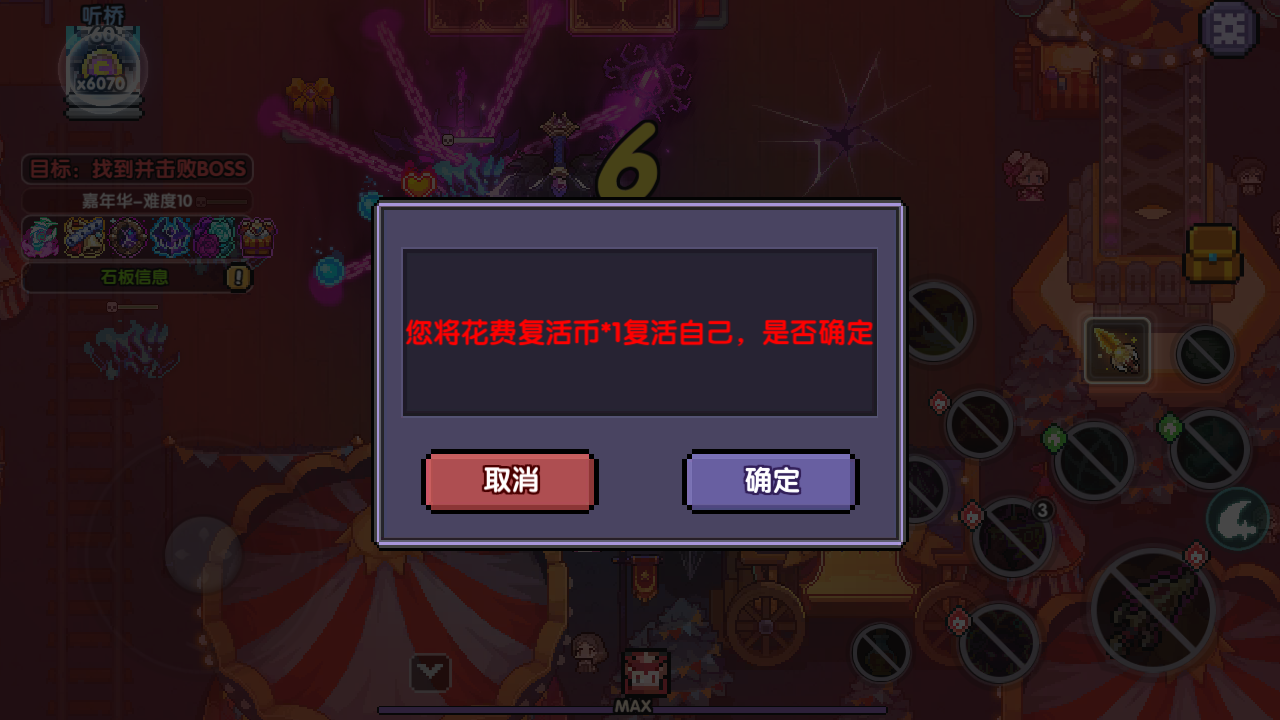 听桥
60
x6070
目标：找到并击败BOSS
嘉年华-难度10
石板信息
6
您将花费复活币*1复活自己，是否确定
取消
确定
3
MAX